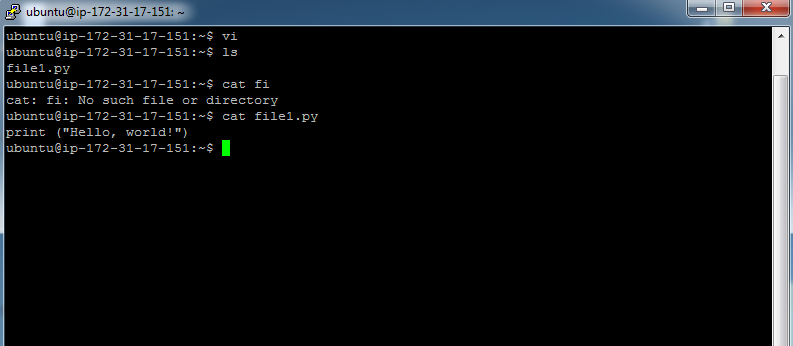 ubuntu@ip-172-31-17-151: ~
ubuntu@ip-172-31-17-151:~$ vi
ubuntu@ip-172-31-17-151:~$ ls
file1.py
ubuntu@ip-172-31-17-151:~$ cat fi
cat: fi: No such file or directory
ubuntu@ip-172-31-17-151:~$ cat file1.py
print ("Hello, world!")
ubuntu@ip-172-31-17-151:~$